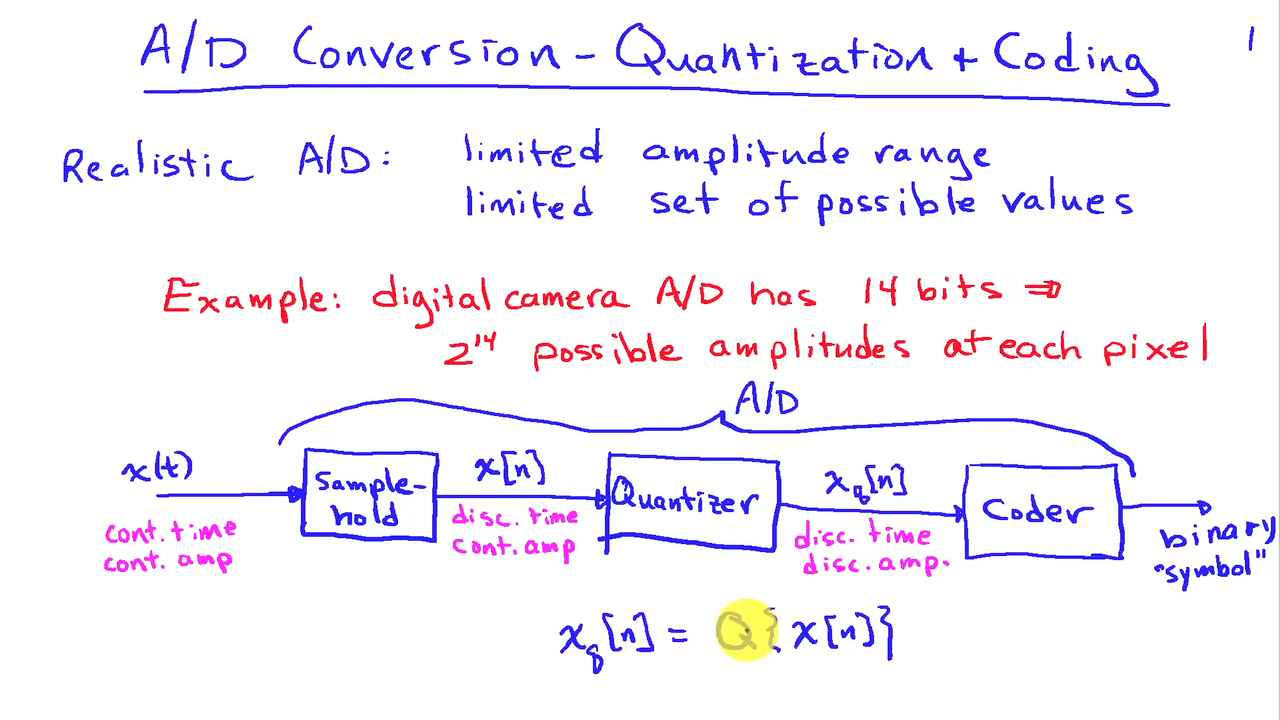 A/D Conversion - Quantization + Coding
1
Realistic A/D: limited amplitude range
limited set of possible values
Example: digital camera A/D has 14 bits ⇒
2¹⁴ possible amplitudes at each pixel
A/D
x(t)
cont. time
cont. amp
Sample-
hold
x[n]
disc. time
cont. amp
Quantizer
x_q[n]
disc. time
disc. amp.
Coder
binary
"symbol"
x_q[n] = Q{x[n]}